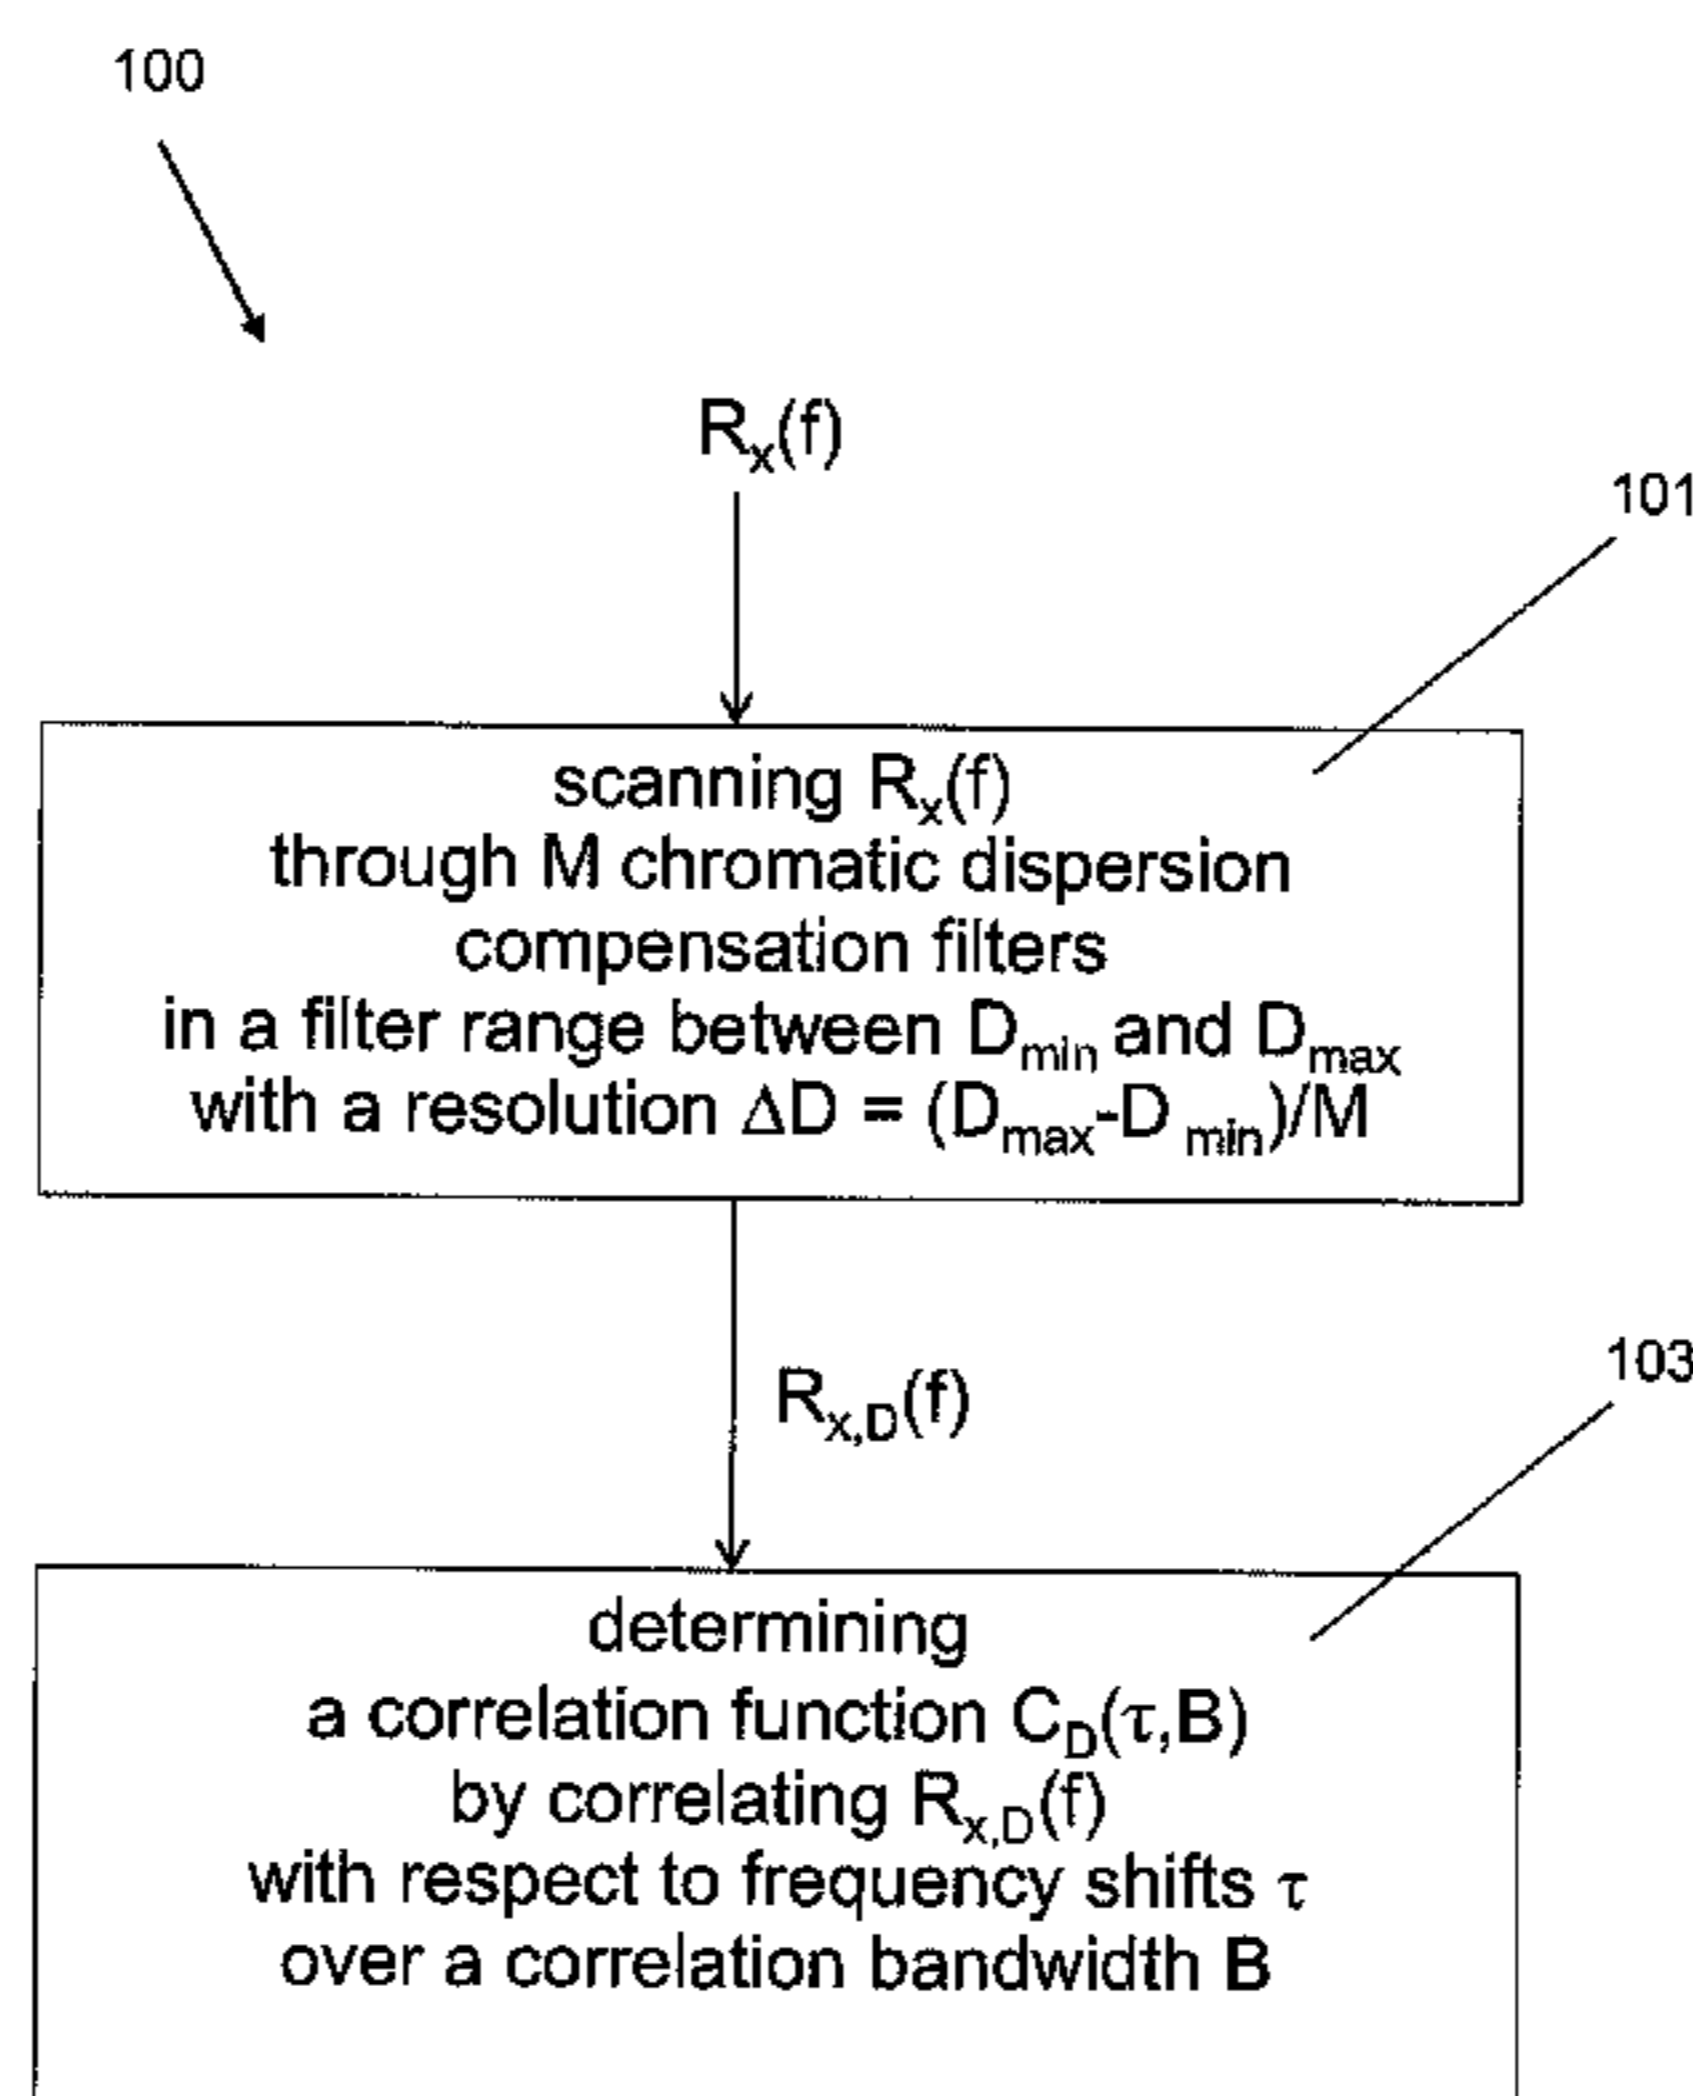 100
Rx(f)
101
scanning Rx(f)
through M chromatic dispersion
compensation filters
in a filter range between Dmin and Dmax
with a resolution ΔD = (Dmax-D min)/M
Rx,D(f)
103
determining
a correlation function CD(τ,B)
by correlating Rx,D(f)
with respect to frequency shifts τ
over a correlation bandwidth B